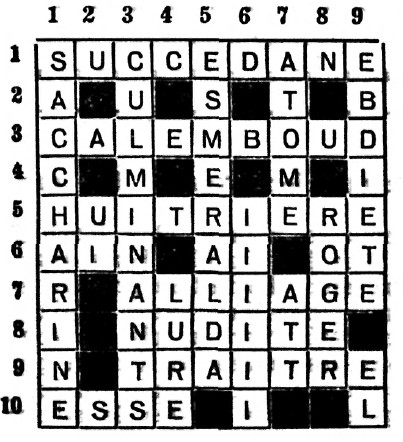 1 2 3 4 5 6 7 8 9
1 S U C C E D A N E
2 A U S T B
3 C A L E M B O U D
4 C M E M I
5 H U I T R I E R E
6 A I N A I O T
7 R A L L I A G E
8 I N U D I T E
9 N T R A I T R E
10 E S S E I L